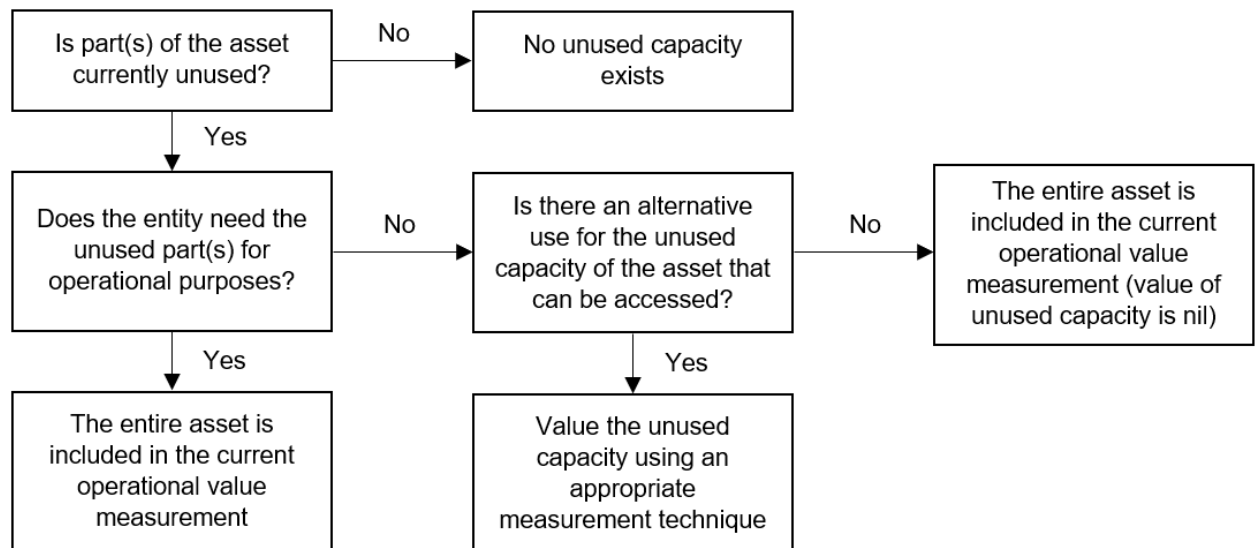 Is part(s) of the asset
currently unused?
No
No unused capacity
exists
Yes
Does the entity need the
unused part(s) for
operational purposes?
No
Is there an alternative
use for the unused
capacity of the asset that
can be accessed?
No
The entire asset is
included in the current
operational value
measurement (value of
unused capacity is nil)
Yes
Yes
The entire asset is
included in the current
operational value
measurement
Value the unused
capacity using an
appropriate
measurement technique